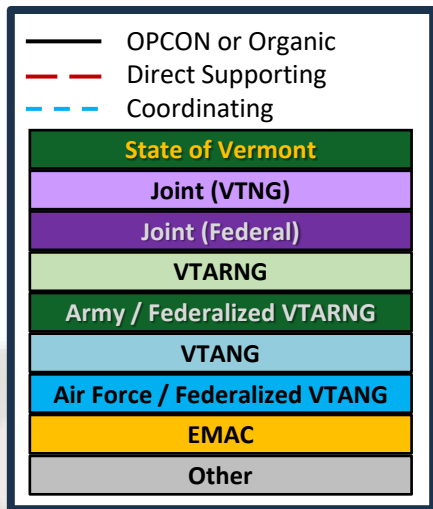 OPCON or Organic
Direct Supporting
Coordinating
State of Vermont
Joint (VTNG)
Joint (Federal)
VTARNG
Army / Federalized VTARNG
VTANG
Air Force / Federalized VTANG
EMAC
Other